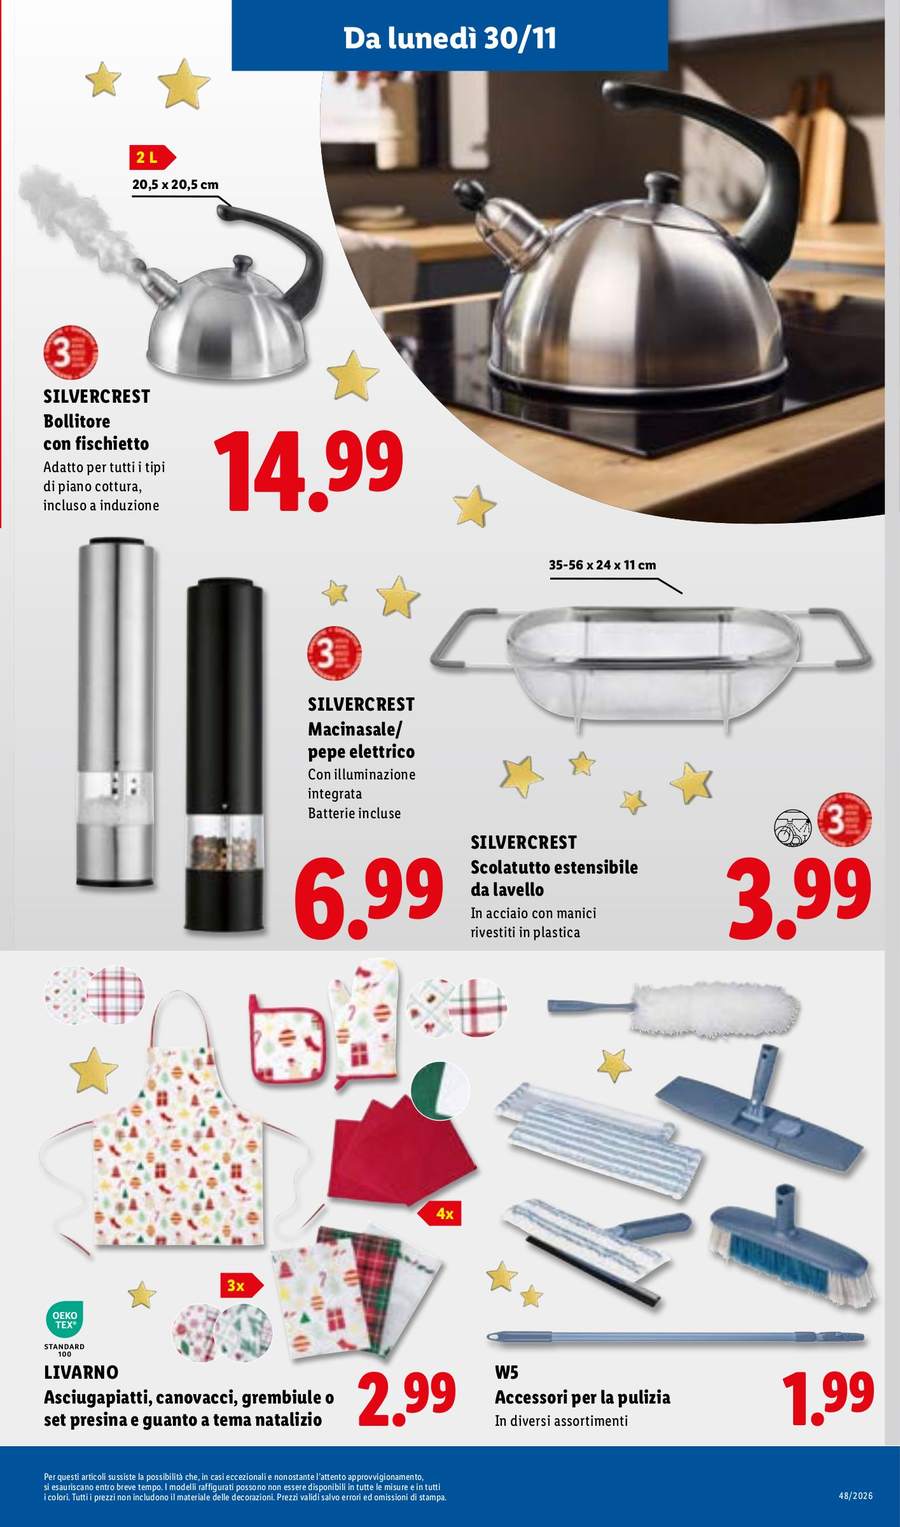 Da lunedì 30/11
2 L
20,5 x 20,5 cm
3
SILVERCREST
Bollitore
con fischietto
Adatto per tutti i tipi
di piano cottura,
incluso a induzione
14.99
35-56 x 24 x 11 cm
3
SILVERCREST
Macinasale/
pepe elettrico
Con illuminazione
integrata
Batterie incluse
6.99
3
SILVERCREST
Scolatutto estensibile
da lavello
In acciaio con manici
rivestiti in plastica
3.99
4x
3x
OEKO
TEX®
STANDARD
100
LIVARNO
Asciugapiatti, canovacci, grembiule o
set presina e guanto a tema natalizio
2.99
W5
Accessori per la pulizia
In diversi assortimenti
1.99
Per questi articoli sussiste la possibilità che, in casi eccezionali e nonostante l'attento approvvigionamento,
si esauriscano entro breve tempo. I modelli raffigurati possono non essere disponibili in tutte le misure e in tutti
i colori. Tutti i prezzi non includono il materiale delle decorazioni. Prezzi validi salvo errori ed omissioni di stampa.
48/2026